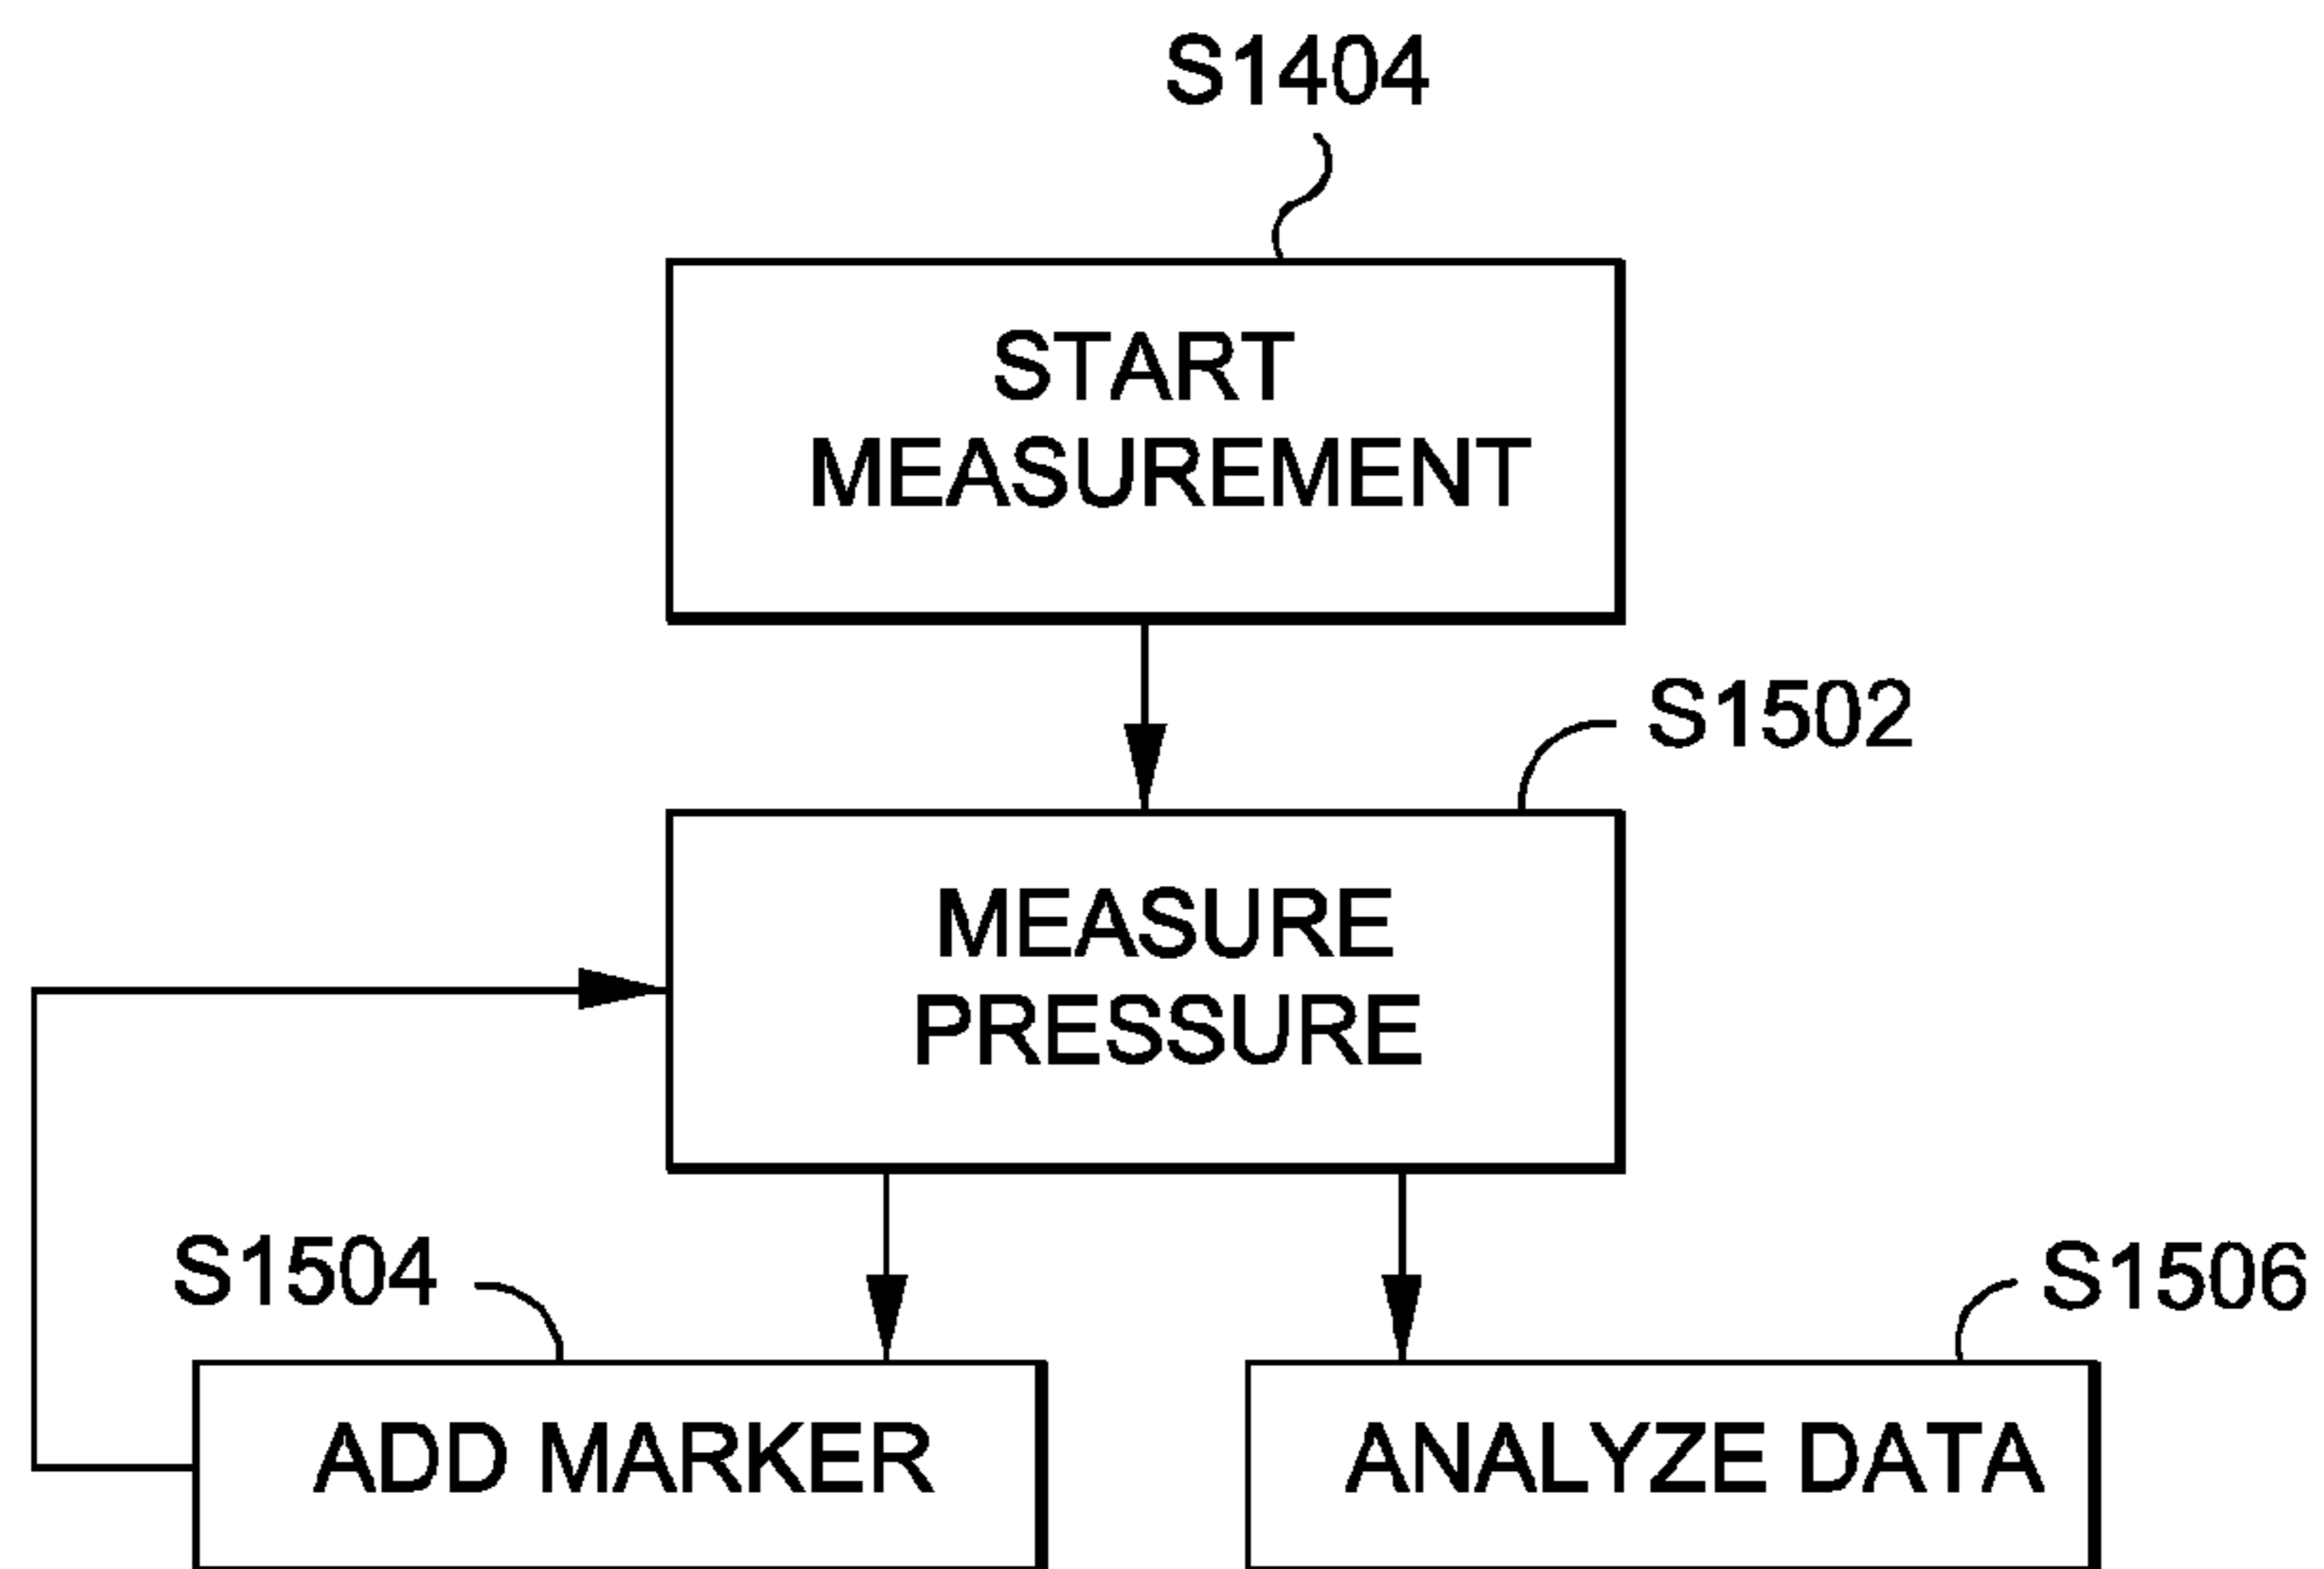 S1404
START
MEASUREMENT
S1502
MEASURE
PRESSURE
S1504
S1506
ADD MARKER
ANALYZE DATA